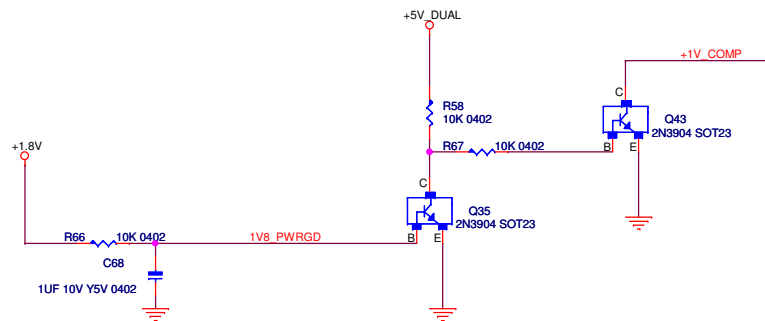 +5V_DUAL
+1V_COMP
C
R58
10K 0402
Q43
2N3904 SOT23
+1.8V
R67 10K 0402
B E
C
Q35
2N3904 SOT23
R66 10K 0402
1V8_PWRGD
B E
C68
1UF 10V Y5V 0402